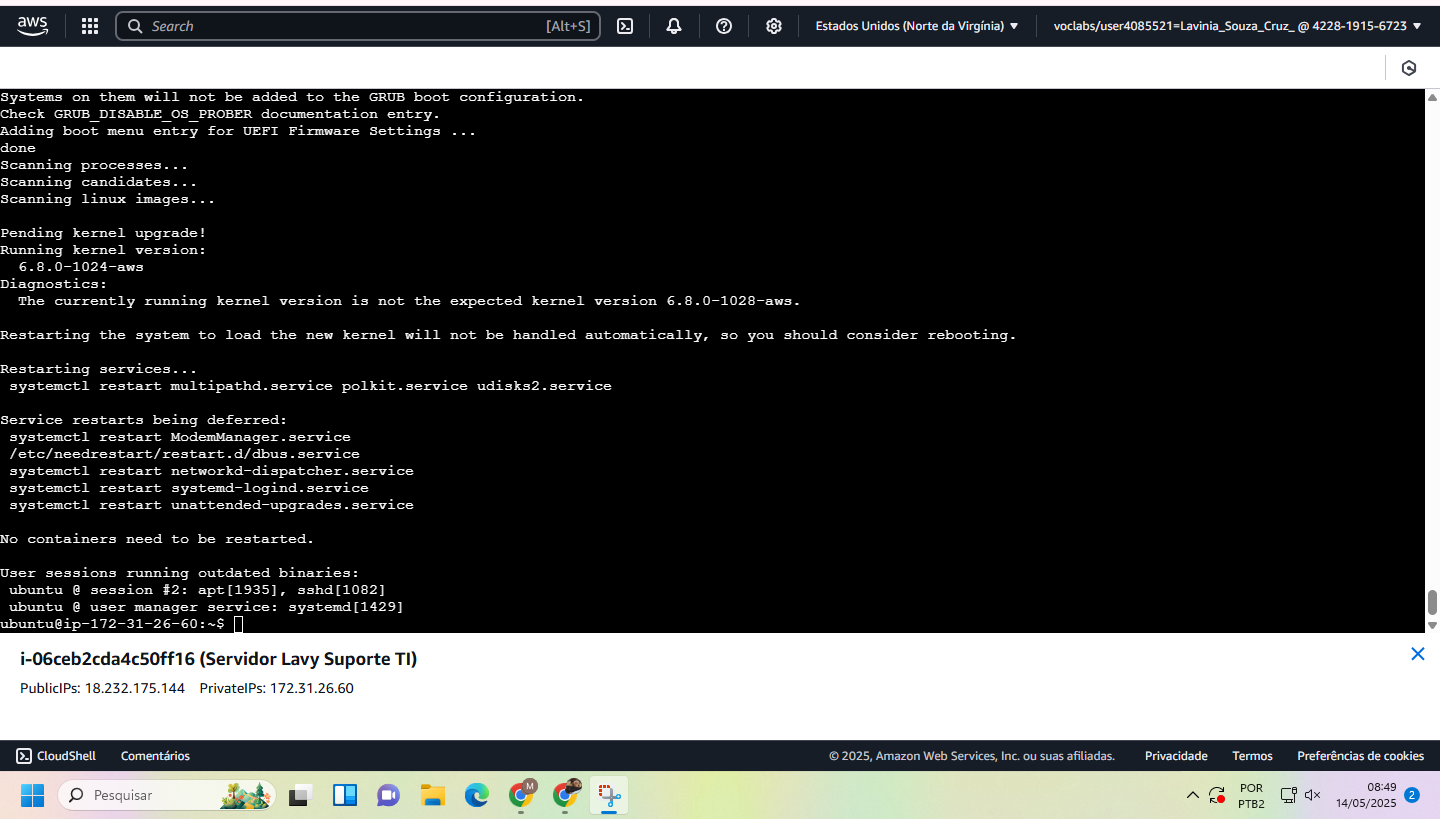 aws
Search [Alt+S]
Estados Unidos (Norte da Virgínia)
voclabs/user4085521=Lavinia_Souza_Cruz_ @ 4228-1915-6723
Systems on them will not be added to the GRUB boot configuration.
Check GRUB_DISABLE_OS_PROBER documentation entry.
Adding boot menu entry for UEFI Firmware Settings ...
done
Scanning processes...
Scanning candidates...
Scanning linux images...
Pending kernel upgrade!
Running kernel version:
6.8.0-1024-aws
Diagnostics:
The currently running kernel version is not the expected kernel version 6.8.0-1028-aws.
Restarting the system to load the new kernel will not be handled automatically, so you should consider rebooting.
Restarting services...
systemctl restart multipathd.service polkit.service udisks2.service
Service restarts being deferred:
systemctl restart ModemManager.service
/etc/needrestart/restart.d/dbus.service
systemctl restart networkd-dispatcher.service
systemctl restart systemd-logind.service
systemctl restart unattended-upgrades.service
No containers need to be restarted.
User sessions running outdated binaries:
ubuntu @ session #2: apt[1935], sshd[1082]
ubuntu @ user manager service: systemd[1429]
ubuntu@ip-172-31-26-60:~$
i-06ceb2cda4c50ff16 (Servidor Lavy Suporte TI)
PublicIPs: 18.232.175.144 PrivateIPs: 172.31.26.60
CloudShell Comentários © 2025, Amazon Web Services, Inc. ou suas afiliadas. Privacidade Termos Preferências de cookies
Pesquisar
M
POR
PTB2
08:49
14/05/2025
2